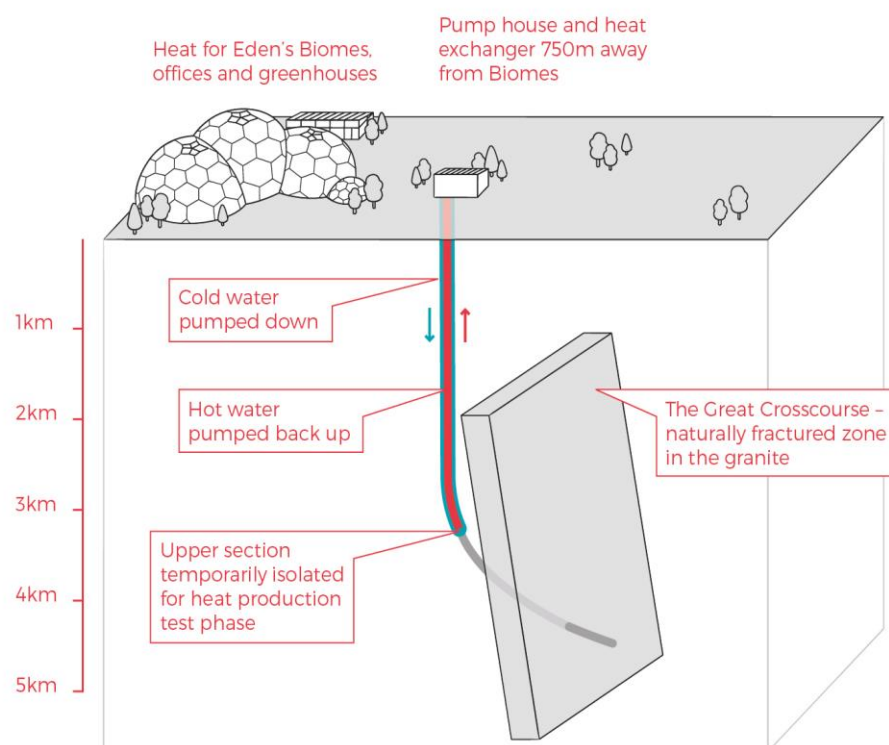 Heat for Eden's Biomes,
offices and greenhouses
Pump house and heat
exchanger 750m away
from Biomes
Cold water
pumped down
1km
Hot water
pumped back up
2km
The Great Crosscourse –
naturally fractured zone
in the granite
3km
Upper section
temporarily isolated
for heat production
test phase
4km
5km